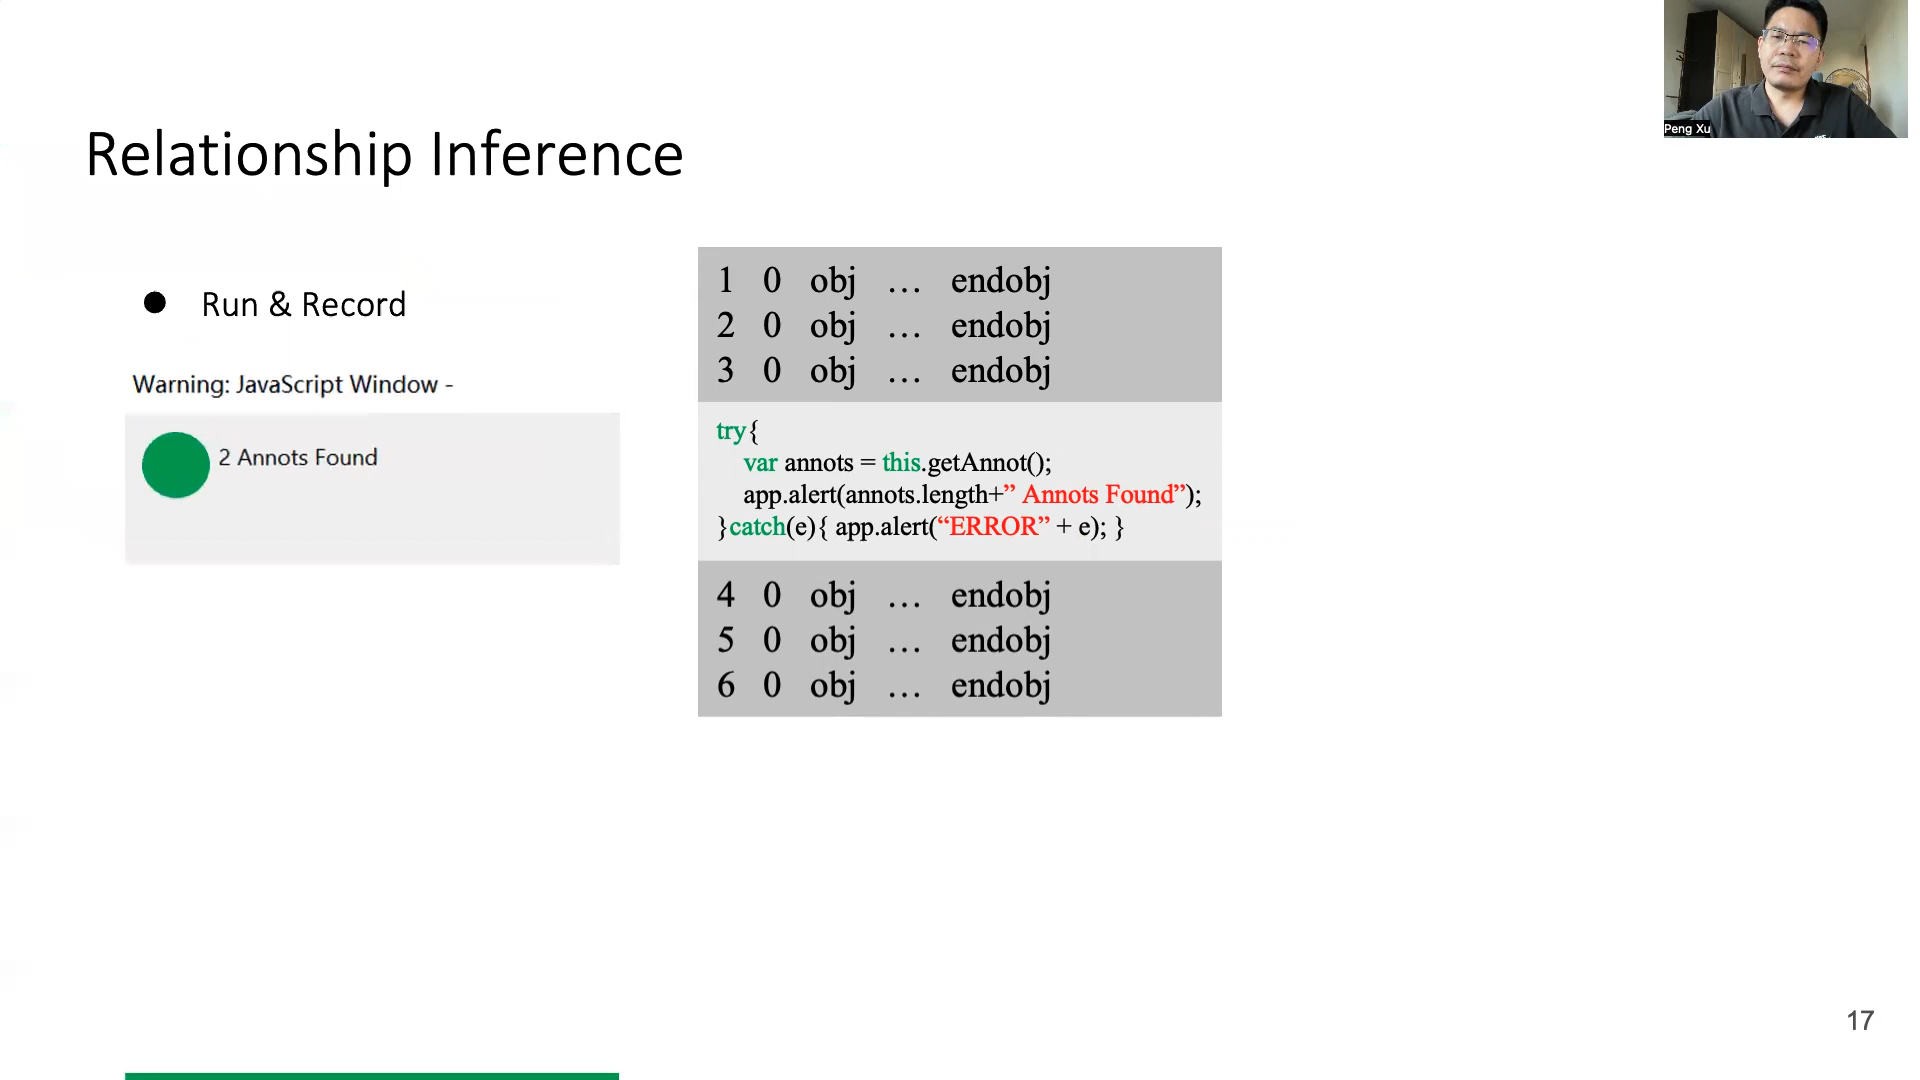 Peng Xu
Relationship Inference
● Run & Record
Warning: JavaScript Window -
2 Annots Found
1 0 obj … endobj
2 0 obj … endobj
3 0 obj … endobj
try{
var annots = this.getAnnot();
app.alert(annots.length+” Annots Found”);
}catch(e){ app.alert(“ERROR” + e); }
4 0 obj … endobj
5 0 obj … endobj
6 0 obj … endobj
17